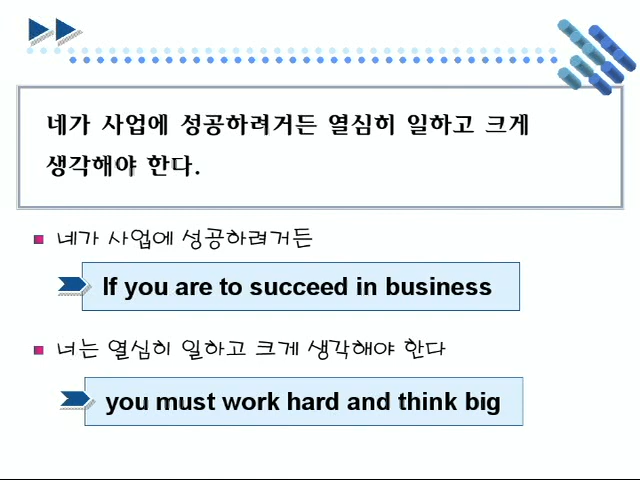 네가 사업에 성공하려거든 열심히 일하고 크게
생각해야 한다.
네가 사업에 성공하려거든
If you are to succeed in business
너는 열심히 일하고 크게 생각해야 한다
you must work hard and think big